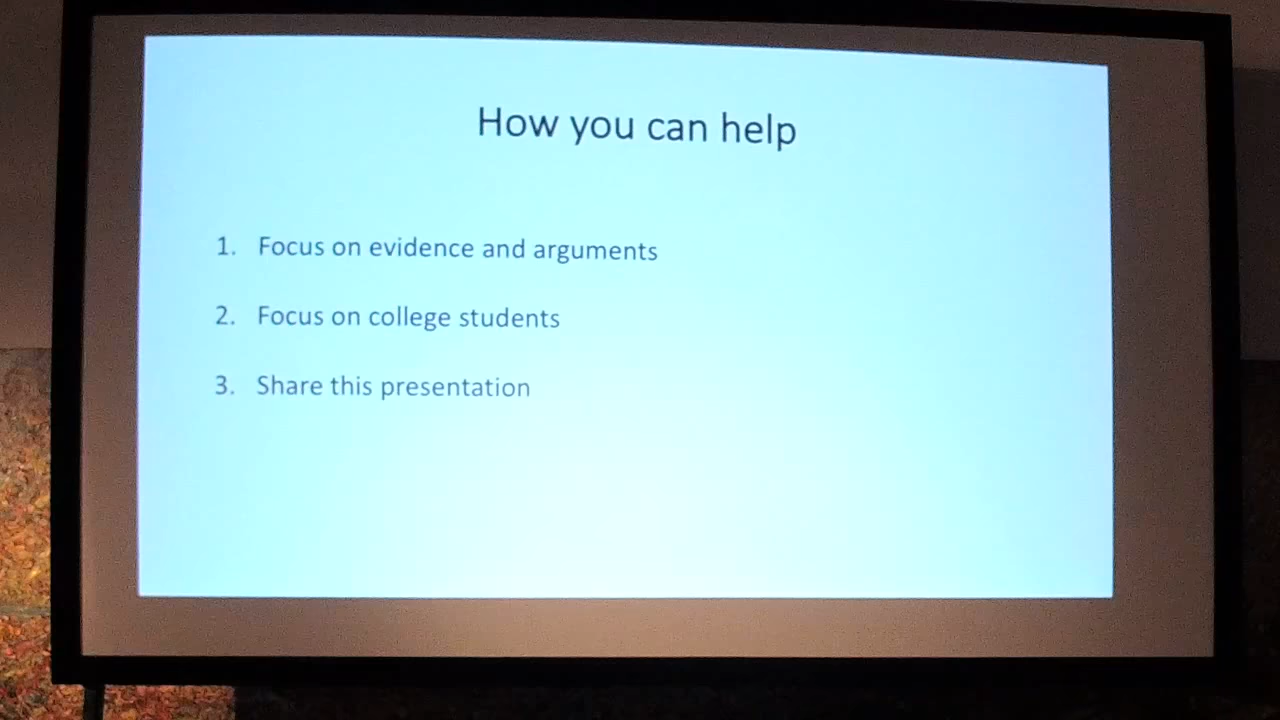 How you can help
1. Focus on evidence and arguments
2. Focus on college students
3. Share this presentation